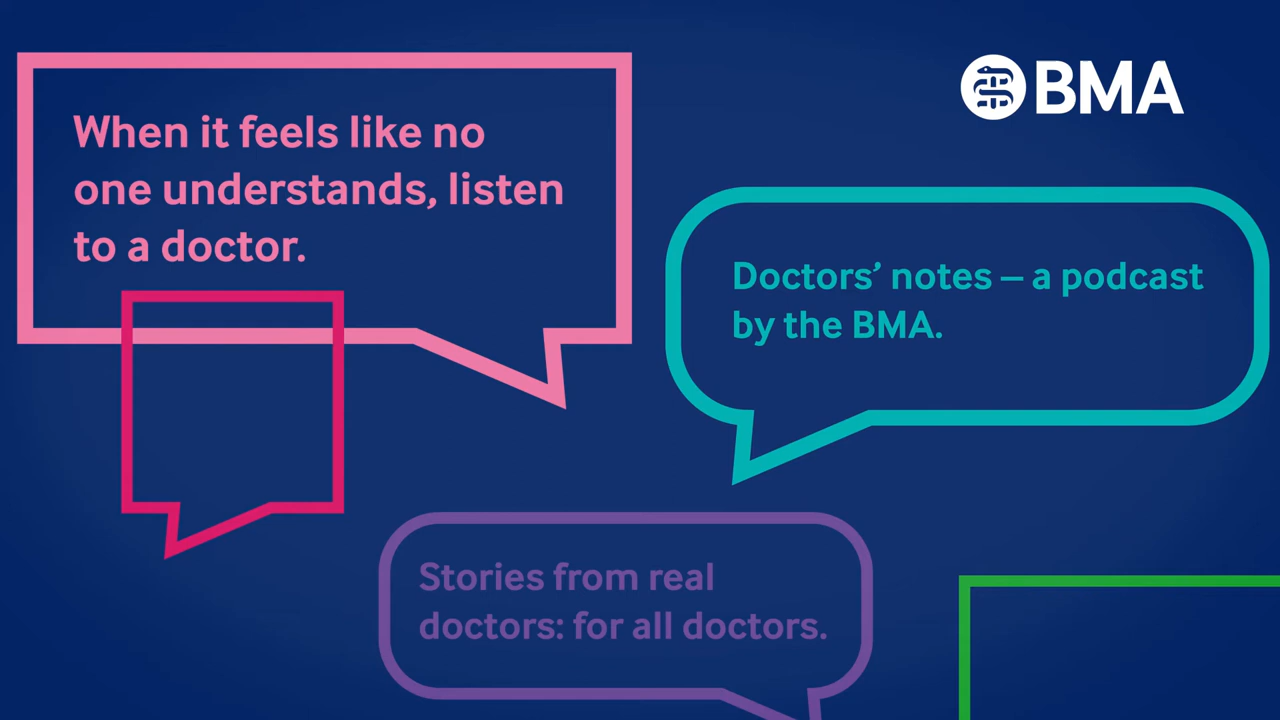 When it feels like no
one understands, listen
to a doctor.
BMA
Doctors’ notes – a podcast
by the BMA.
Stories from real
doctors: for all doctors.